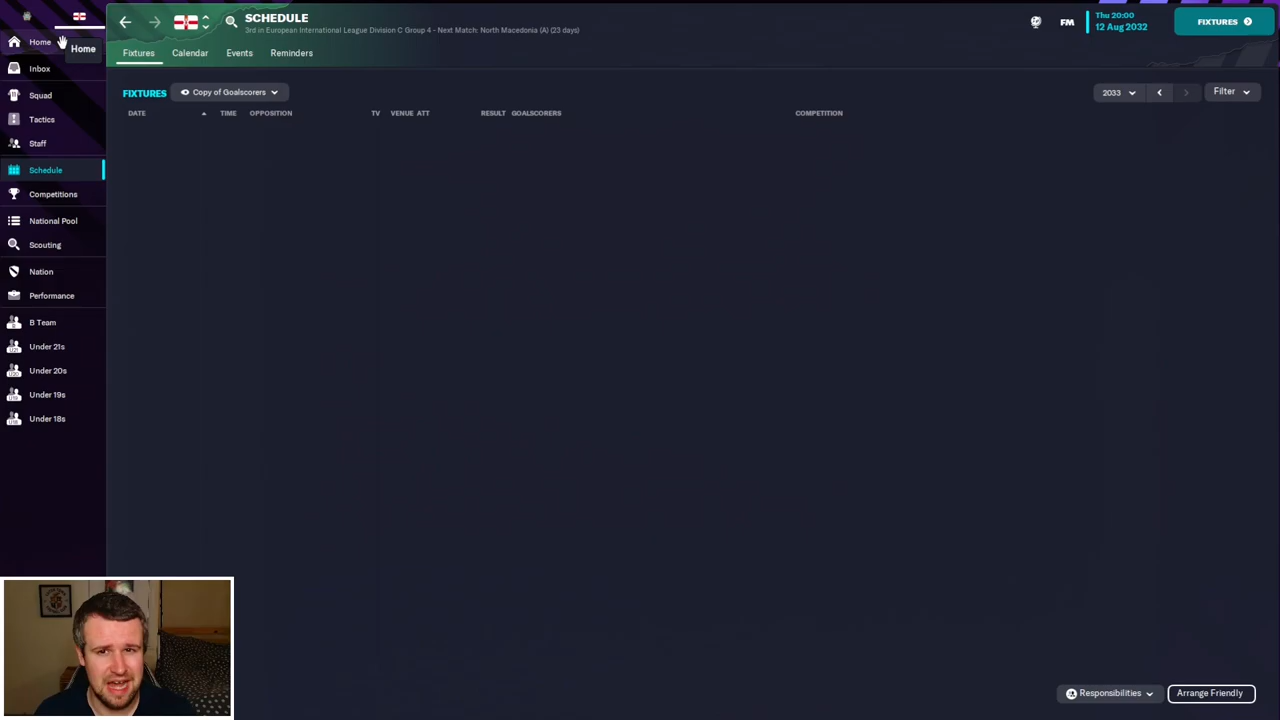 SCHEDULE
3rd in European International League Division C Group 4 - Next Match: North Macedonia (A) (23 days)
FM
Thu 20:00
12 Aug 2032
FIXTURES
Home
Home
Inbox
Squad
Tactics
Staff
Schedule
Competitions
National Pool
Scouting
Nation
Performance
B Team
Under 21s
Under 20s
Under 19s
Under 18s
Fixtures
Calendar
Events
Reminders
FIXTURES
Copy of Goalscorers
2033
Filter
DATE
TIME
OPPOSITION
TV
VENUE
ATT
RESULT
GOALSCORERS
COMPETITION
Responsibilities
Arrange Friendly